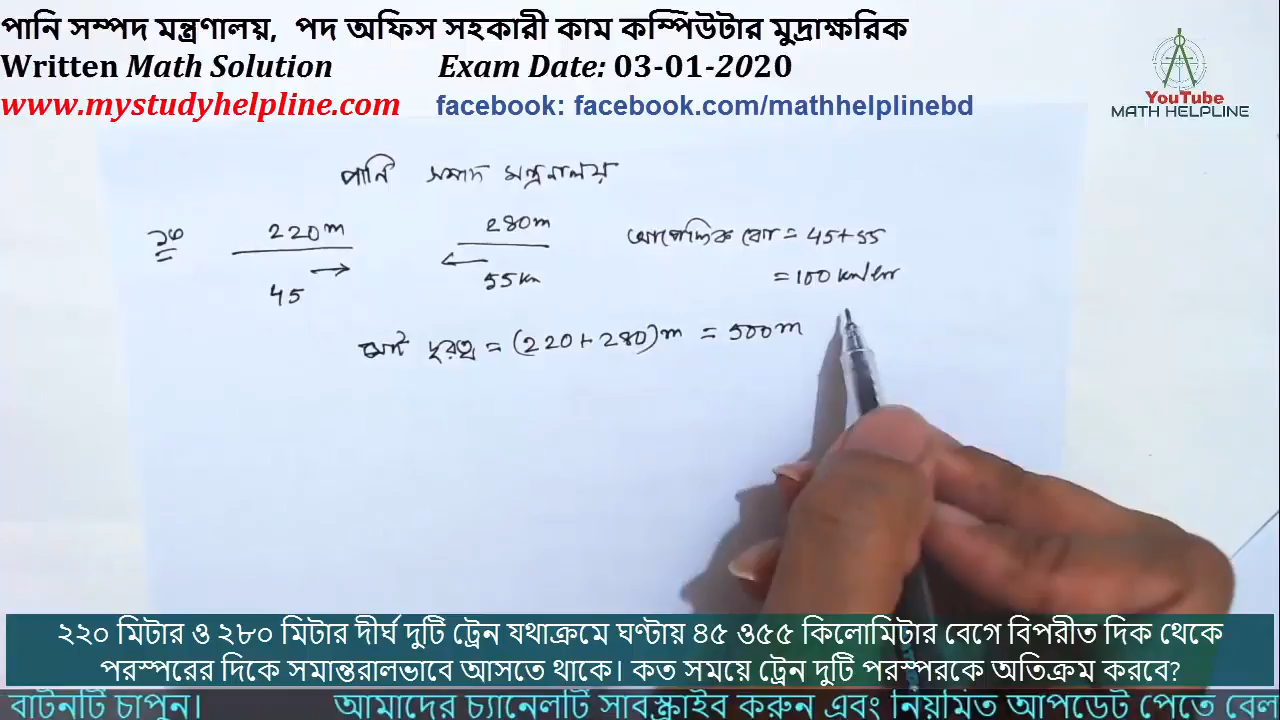 পানি সম্পদ মন্ত্রণালয়, পদ অফিস সহকারী কাম কম্পিউটার মুদ্রাক্ষরিক
Written Math Solution Exam Date: 03-01-2020
www.mystudyhelpline.com facebook: facebook.com/mathhelplinebd
YouTube
MATH HELPLINE
পানি সম্পদ মন্ত্রনালয়
220m 280m আপেক্ষিক বেগ = 45+55
45 55 km = 100 km/hr
মোট দূরত্ব = (220+280)m = 500m
২২০ মিটার ও ২৮০ মিটার দীর্ঘ দুটি ট্রেন যথাক্রমে ঘণ্টায় ৪৫ ও৫৫ কিলোমিটার বেগে বিপরীত দিক থেকে
পরস্পরের দিকে সমান্তরালভাবে আসতে থাকে। কত সময়ে ট্রেন দুটি পরস্পরকে অতিক্রম করবে?
বাটনটি চাপুন। আমাদের চ্যানেলটি সাবস্ক্রাইব করুন এবং নিয়মিত আপডেট পেতে বেল